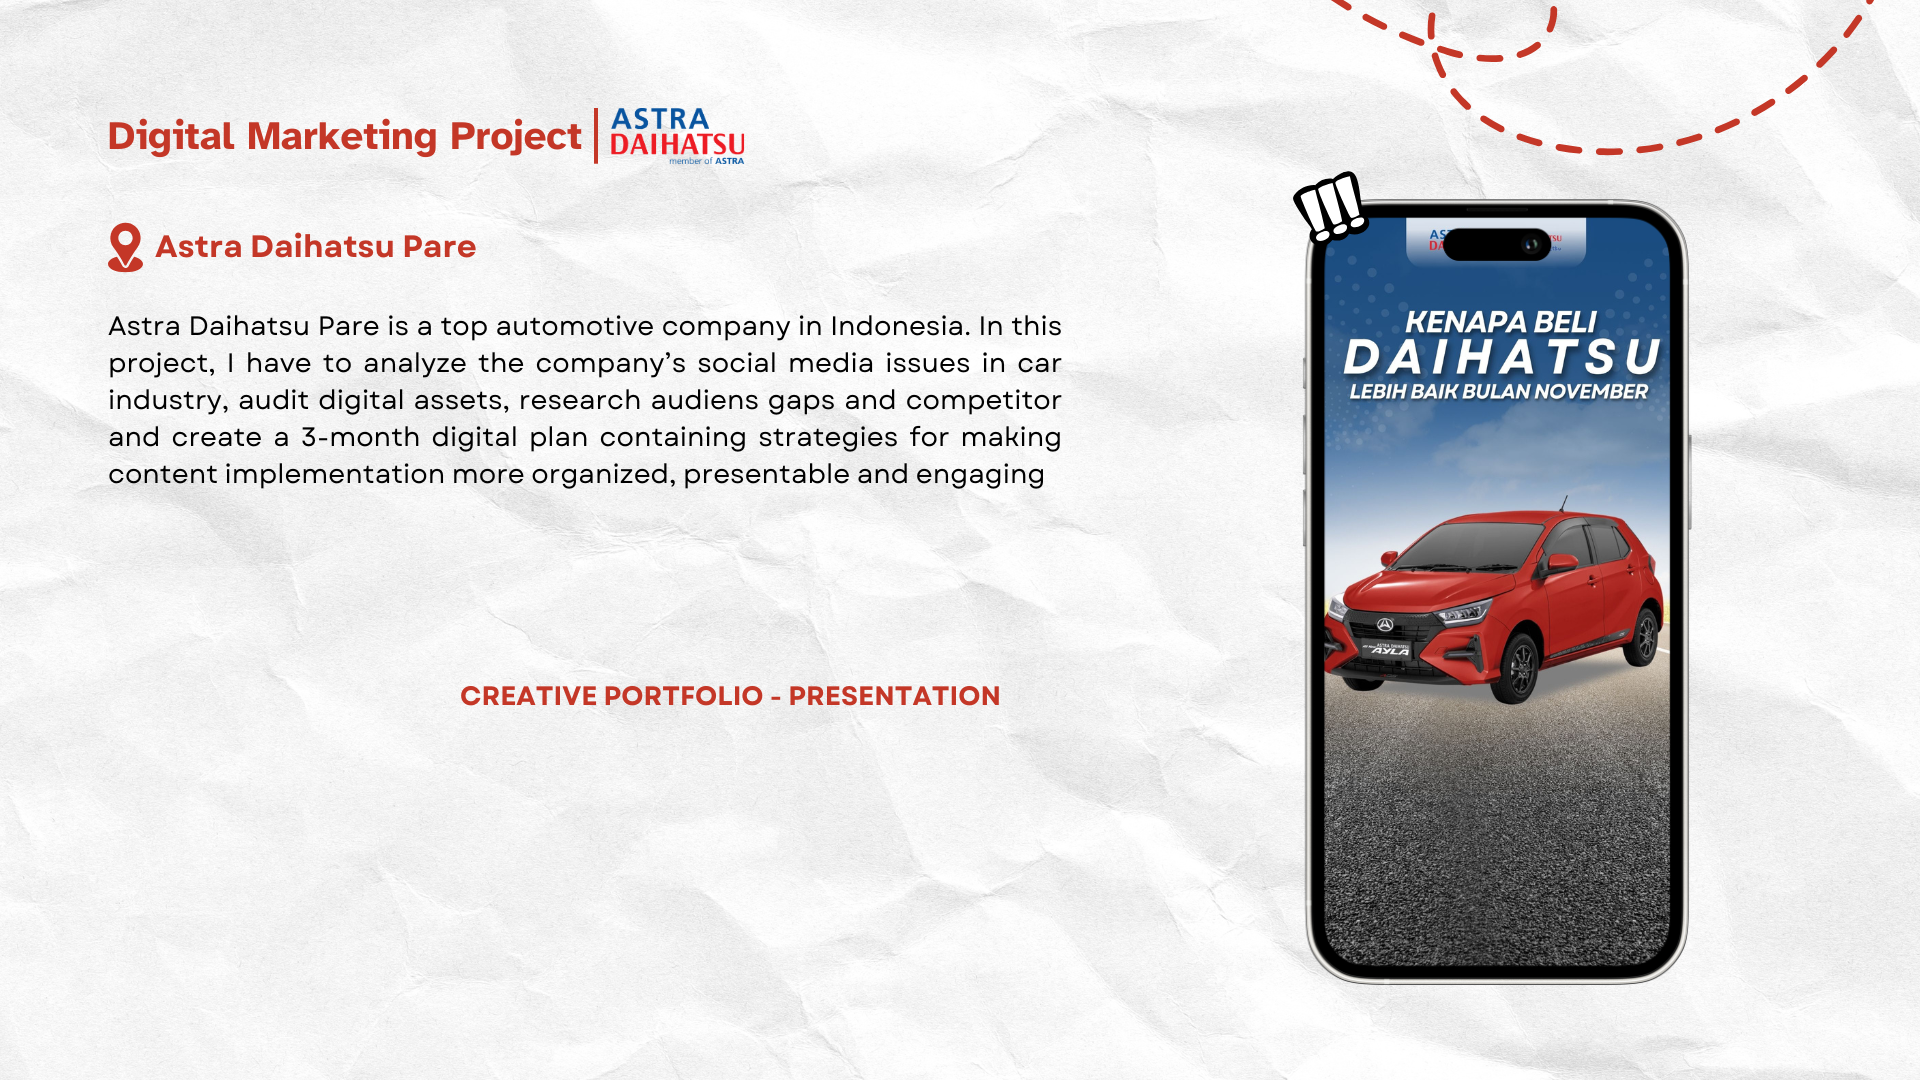 Digital Marketing Project
ASTRA
DAIHATSU
member of ASTRA
Astra Daihatsu Pare
Astra Daihatsu Pare is a top automotive company in Indonesia. In this
project, I have to analyze the company’s social media issues in car
industry, audit digital assets, research audiens gaps and competitor
and create a 3-month digital plan containing strategies for making
content implementation more organized, presentable and engaging
CREATIVE PORTFOLIO - PRESENTATION
KENAPA BELI
DAIHATSU
LEBIH BAIK BULAN NOVEMBER
ASTRA DAIHATSU
AYLA